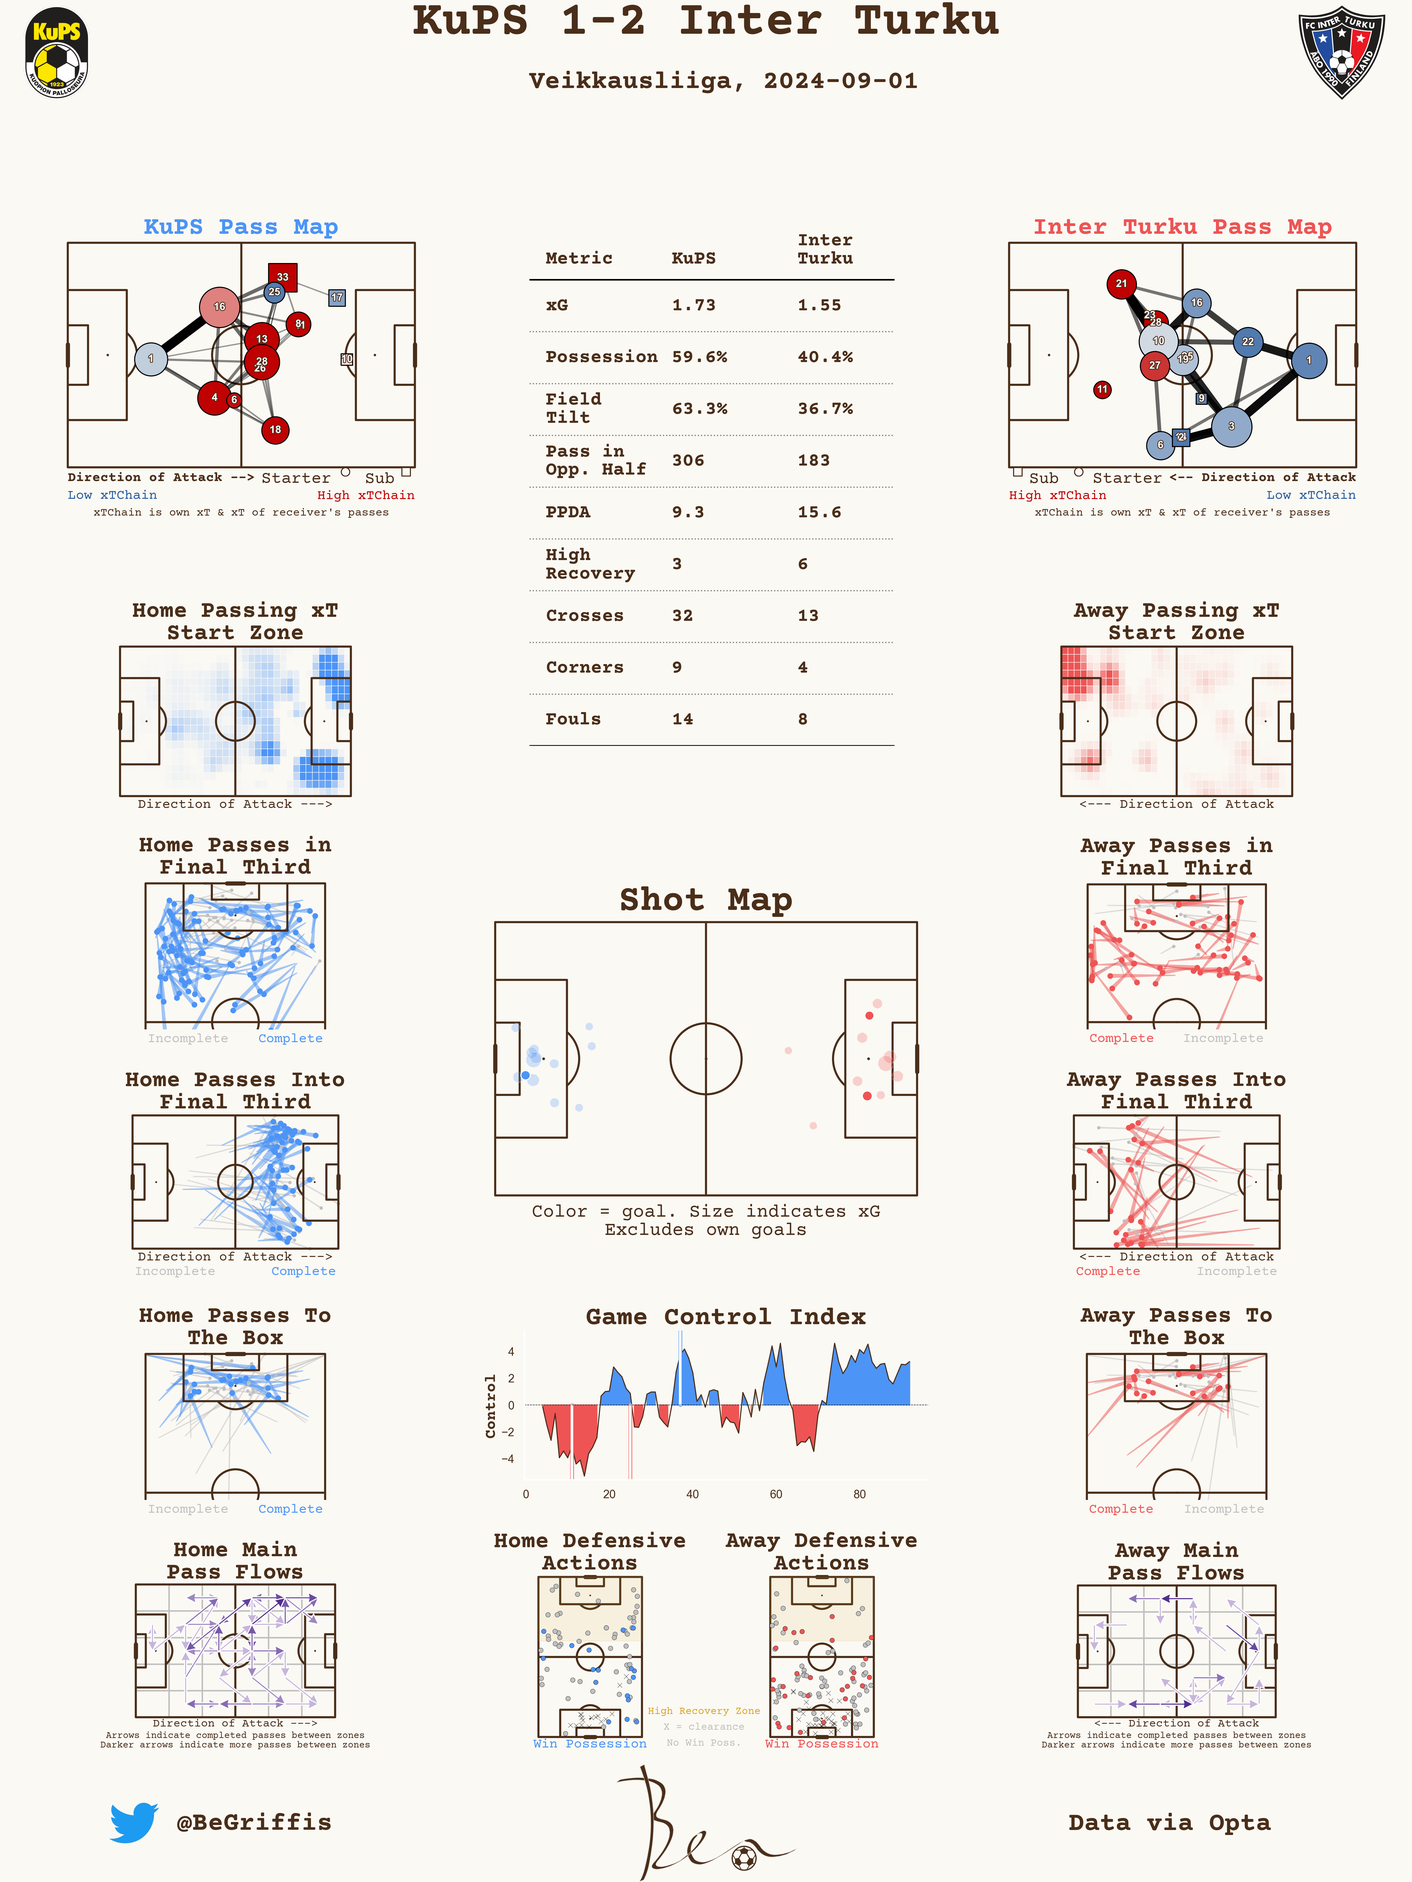 KuPS 1-2 Inter Turku
Veikkausliiga, 2024-09-01
KuPS
1923
KUOPION PALLOSEURA
FC INTER TURKU
ÅBO 1990 FINLAND
KuPS Pass Map
33
25
17
16
8
13
10
1
28
26
4
6
18
Direction of Attack --> Starter Sub
Low xTChain High xTChain
xTChain is own xT & xT of receiver's passes
Metric KuPS Inter Turku
xG 1.73 1.55
Possession 59.6% 40.4%
Field Tilt 63.3% 36.7%
Pass in Opp. Half 306 183
PPDA 9.3 15.6
High Recovery 3 6
Crosses 32 13
Corners 9 4
Fouls 14 8
Inter Turku Pass Map
21
16
23
28
10
22
19
1
27
11
9
3
6
Sub Starter <-- Direction of Attack
High xTChain Low xTChain
xTChain is own xT & xT of receiver's passes
Home Passing xT
Start Zone
Direction of Attack --->
Away Passing xT
Start Zone
<--- Direction of Attack
Home Passes in
Final Third
Incomplete Complete
Away Passes in
Final Third
Complete Incomplete
Shot Map
Color = goal. Size indicates xG
Excludes own goals
Home Passes Into
Final Third
Direction of Attack --->
Incomplete Complete
Away Passes Into
Final Third
<--- Direction of Attack
Complete Incomplete
Home Passes To
The Box
Incomplete Complete
Game Control Index
Control
4
2
0
−2
−4
0 20 40 60 80
Away Passes To
The Box
Complete Incomplete
Home Main
Pass Flows
Direction of Attack --->
Arrows indicate completed passes between zones
Darker arrows indicate more passes between zones
Home Defensive
Actions
Win Possession
High Recovery Zone
X = clearance
No Win Poss.
Away Defensive
Actions
Win Possession
Away Main
Pass Flows
<--- Direction of Attack
Arrows indicate completed passes between zones
Darker arrows indicate more passes between zones
@BeGriffis
Ben
Data via Opta